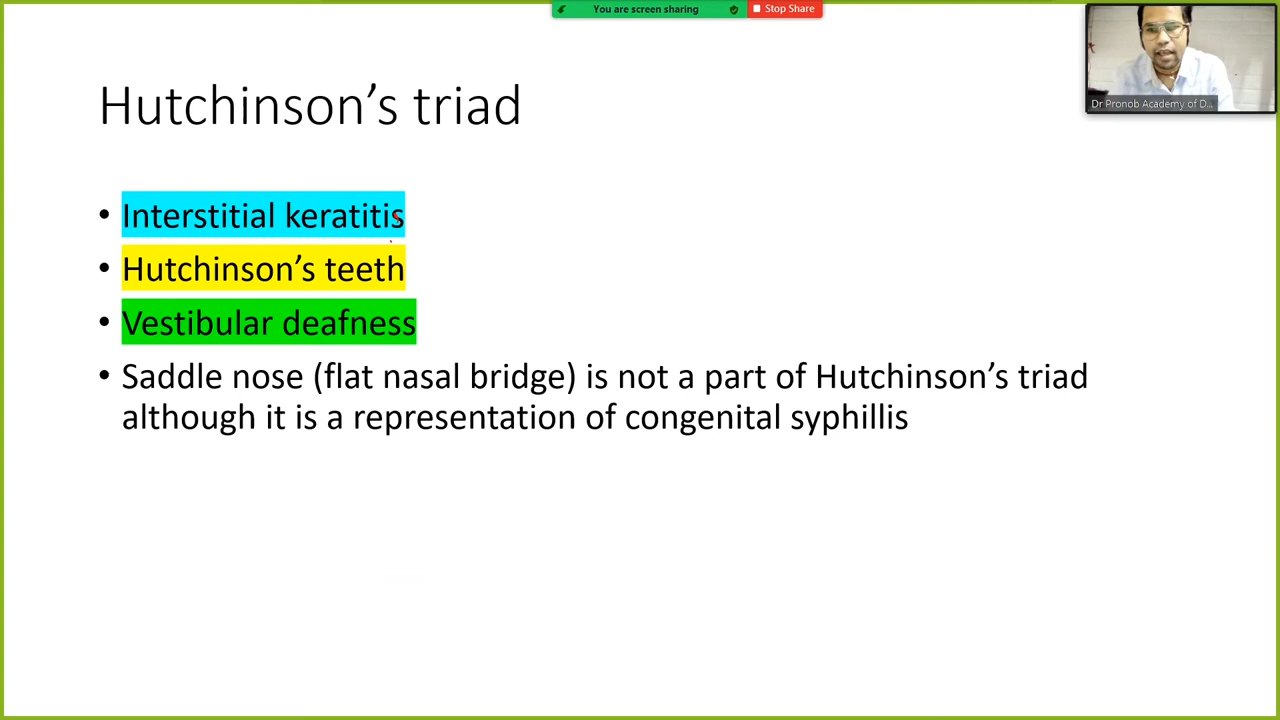 You are screen sharing
Stop Share
Dr Pronob Academy of D...
Hutchinson’s triad
• Interstitial keratitis
• Hutchinson’s teeth
• Vestibular deafness
• Saddle nose (flat nasal bridge) is not a part of Hutchinson’s triad
although it is a representation of congenital syphillis